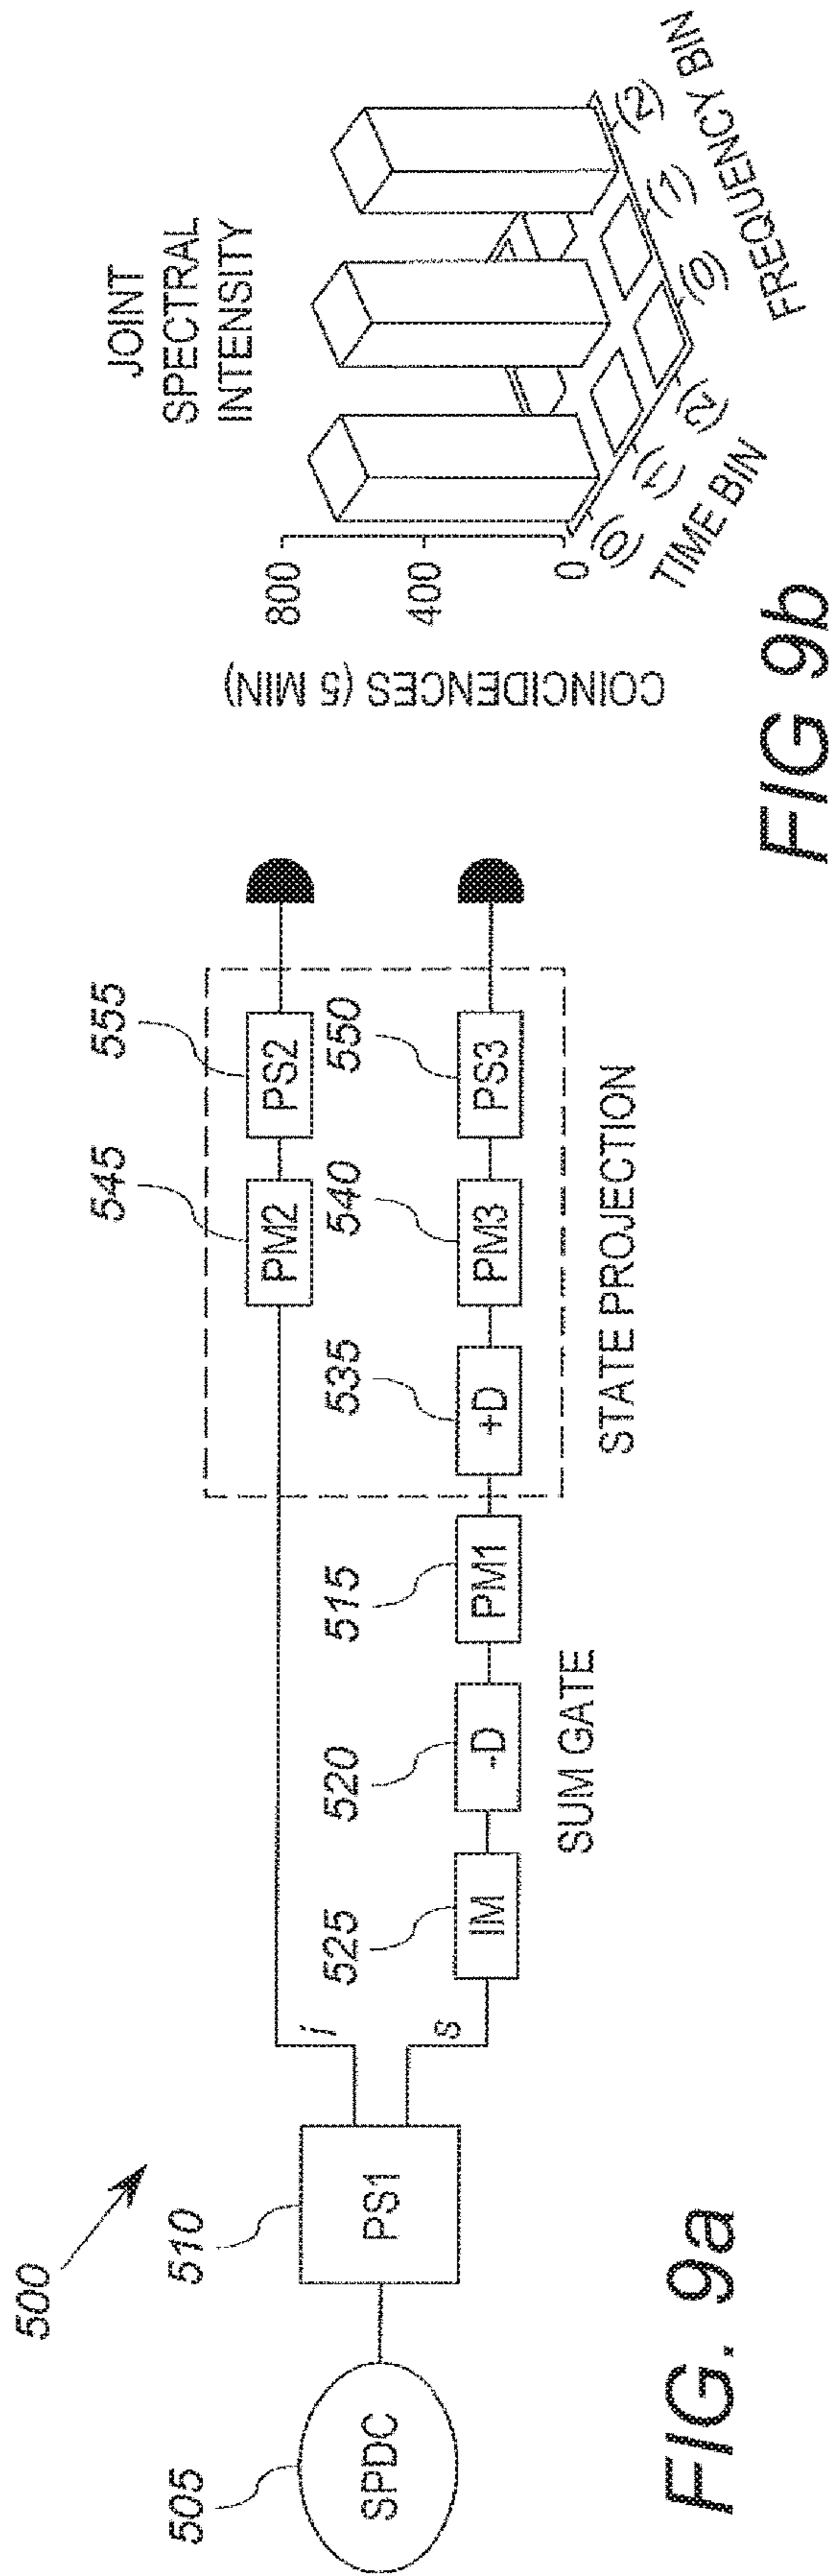 500
505
SPDC
510
PS1
i
s
525
IM
520
-D
515
PM1
SUM GATE
535
+D
545
PM2
540
PM3
555
PS2
550
PS3
STATE PROJECTION
FIG. 9a
JOINT
SPECTRAL
INTENSITY
COINCIDENCES (5 MIN)
800
400
0
(0)
(1)
(2)
TIME BIN
(0)
(1)
(2)
FREQUENCY BIN
FIG 9b